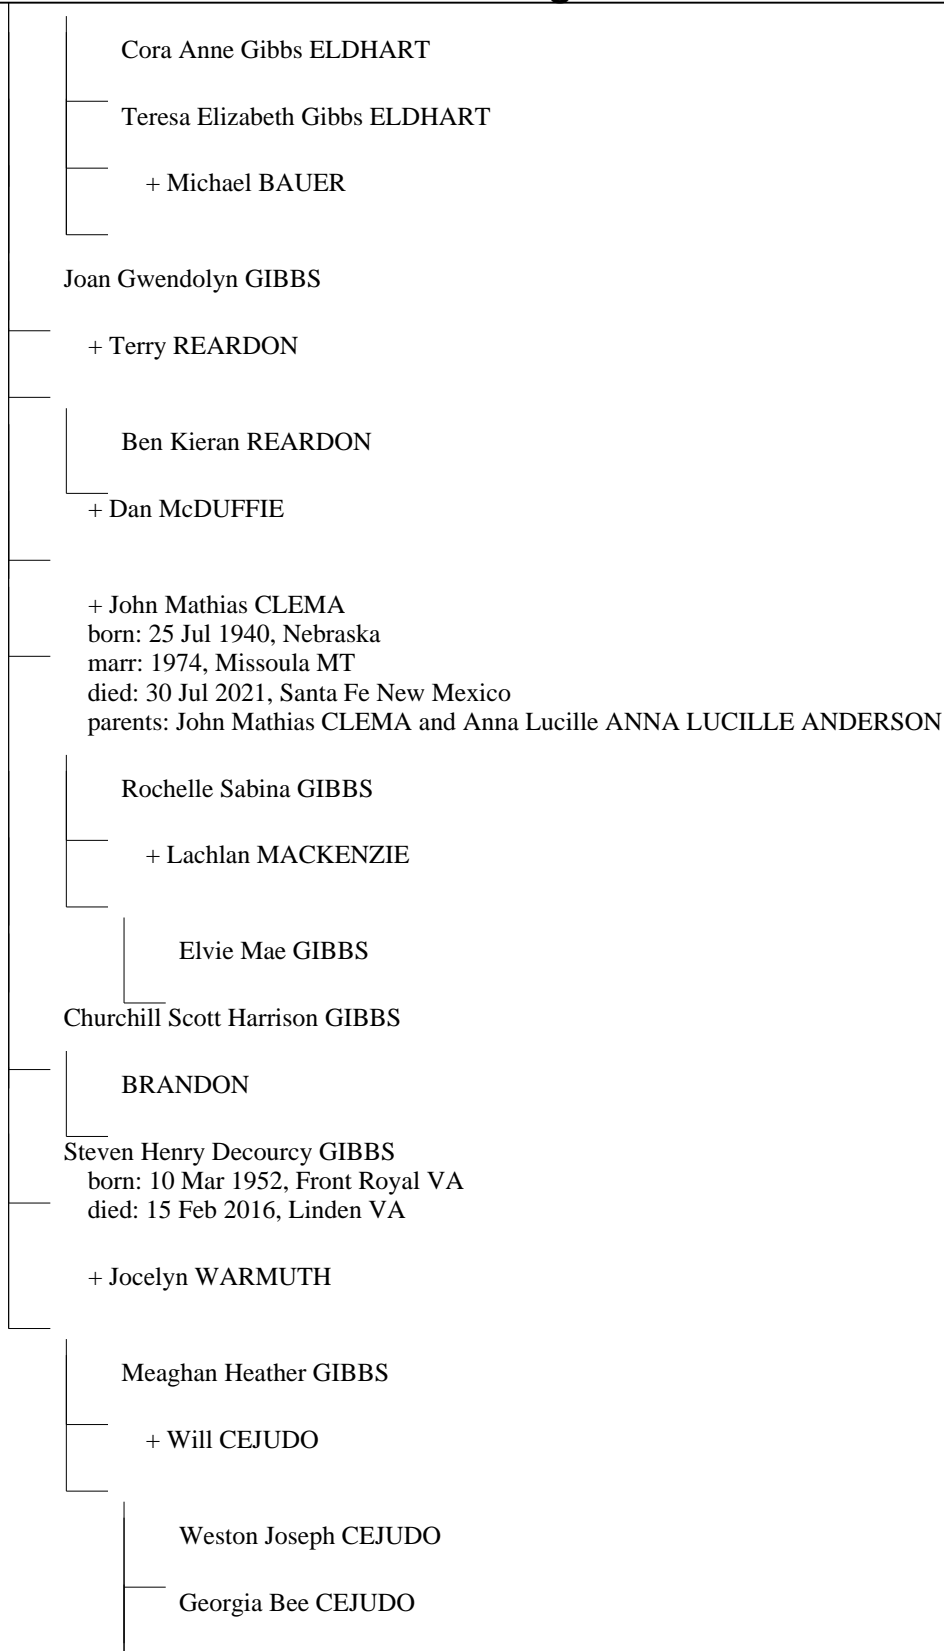 Cora Anne Gibbs ELDHART
Teresa Elizabeth Gibbs ELDHART
+ Michael BAUER
Joan Gwendolyn GIBBS
+ Terry REARDON
Ben Kieran REARDON
+ Dan McDUFFIE
+ John Mathias CLEMA
born: 25 Jul 1940, Nebraska
marr: 1974, Missoula MT
died: 30 Jul 2021, Santa Fe New Mexico
parents: John Mathias CLEMA and Anna Lucille ANNA LUCILLE ANDERSON
Rochelle Sabina GIBBS
+ Lachlan MACKENZIE
Elvie Mae GIBBS
Churchill Scott Harrison GIBBS
BRANDON
Steven Henry Decourcy GIBBS
born: 10 Mar 1952, Front Royal VA
died: 15 Feb 2016, Linden VA
+ Jocelyn WARMUTH
Meaghan Heather GIBBS
+ Will CEJUDO
Weston Joseph CEJUDO
Georgia Bee CEJUDO